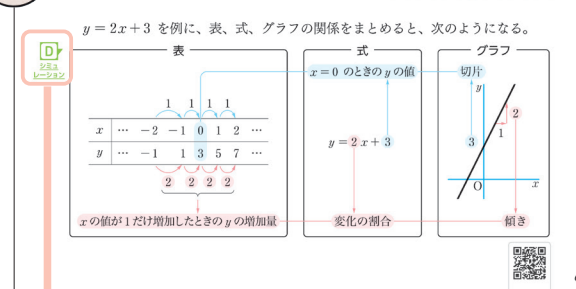 y = 2x + 3 を例に、表、式、グラフの関係をまとめると、次のようになる。
D
シミュ
レーション
表
式
グラフ
x = 0 のときの y の値
切片
1 1 1 1
x … −2 −1 0 1 2 …
y … −1 1 3 5 7 …
2 2 2 2
y = 2 x + 3
y
2
1
3
O
x
x の値が 1 だけ増加したときの y の増加量
変化の割合
傾き